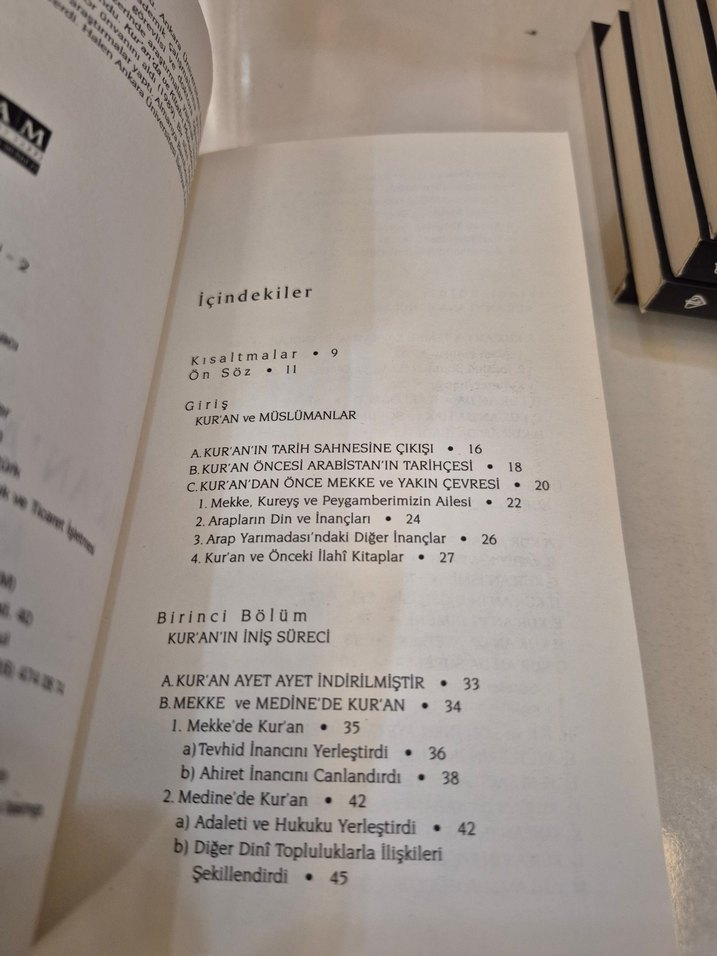 İçindekiler
Kısaltmalar • 9
Ön Söz • 11
Giriş
KUR'AN ve MÜSLÜMANLAR
A. KUR'AN'IN TARİH SAHNESİNE ÇIKIŞI • 16
B. KUR'AN ÖNCESİ ARABİSTAN'IN TARİHÇESİ • 18
C. KUR'AN'DAN ÖNCE MEKKE ve YAKIN ÇEVRESİ • 20
1. Mekke, Kureyş ve Peygamberimizin Ailesi • 22
2. Arapların Din ve İnançları • 24
3. Arap Yarımadası'ndaki Diğer İnançlar • 26
4. Kur'an ve Önceki İlahî Kitaplar • 27
Birinci Bölüm
KUR'AN'IN İNİŞ SÜRECİ
A. KUR'AN AYET AYET İNDİRİLMİŞTİR • 33
B. MEKKE ve MEDİNE'DE KUR'AN • 34
1. Mekke'de Kur'an • 35
a) Tevhid İnancını Yerleştirdi • 36
b) Ahiret İnancını Canlandırdı • 38
2. Medine'de Kur'an • 42
a) Adaleti ve Hukuku Yerleştirdi • 42
b) Diğer Dinî Topluluklarla İlişkileri
Şekillendirdi • 45